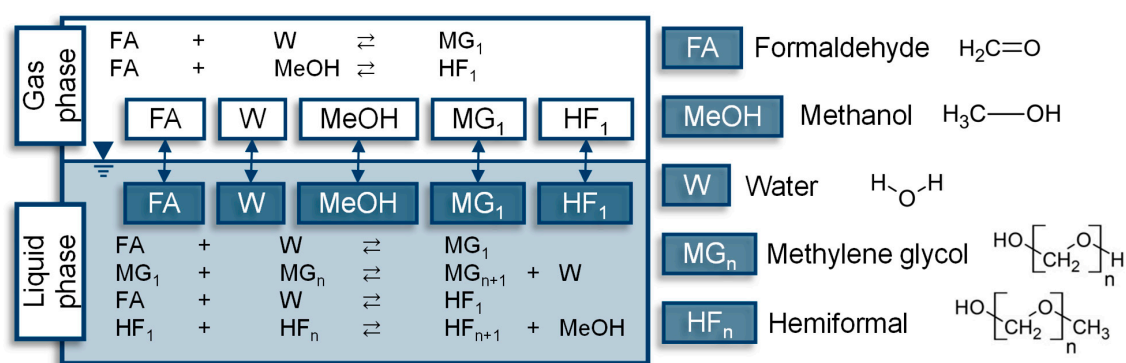 Gas phase
FA + W ⇄ MG₁
FA + MeOH ⇄ HF₁
FA W MeOH MG₁ HF₁
Liquid phase
FA W MeOH MG₁ HF₁
FA + W ⇄ MG₁
MG₁ + MGₙ ⇄ MGₙ₊₁ + W
FA + W ⇄ HF₁
HF₁ + HFₙ ⇄ HFₙ₊₁ + MeOH
FA Formaldehyde H₂C=O
MeOH Methanol H₃C—OH
W Water H O H
MGₙ Methylene glycol HO [CH₂ O]ₙ H
HFₙ Hemiformal HO [CH₂ O]ₙ CH₃